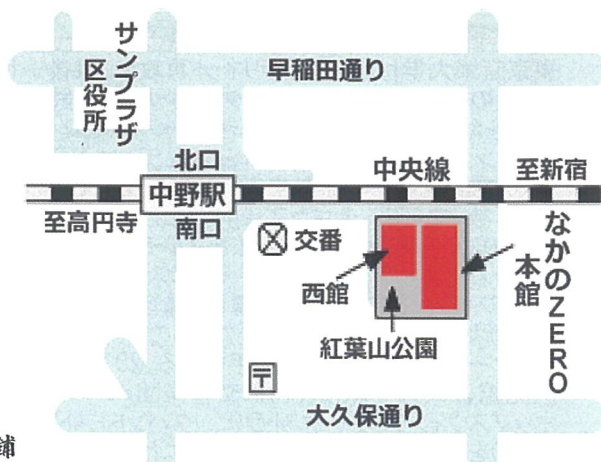 サンプラザ
区役所
早稲田通り
北口
中央線
至新宿
中野駅
至高円寺
南口
交番
なかのZERO
本館
西館
紅葉山公園
〒
大久保通り
舗